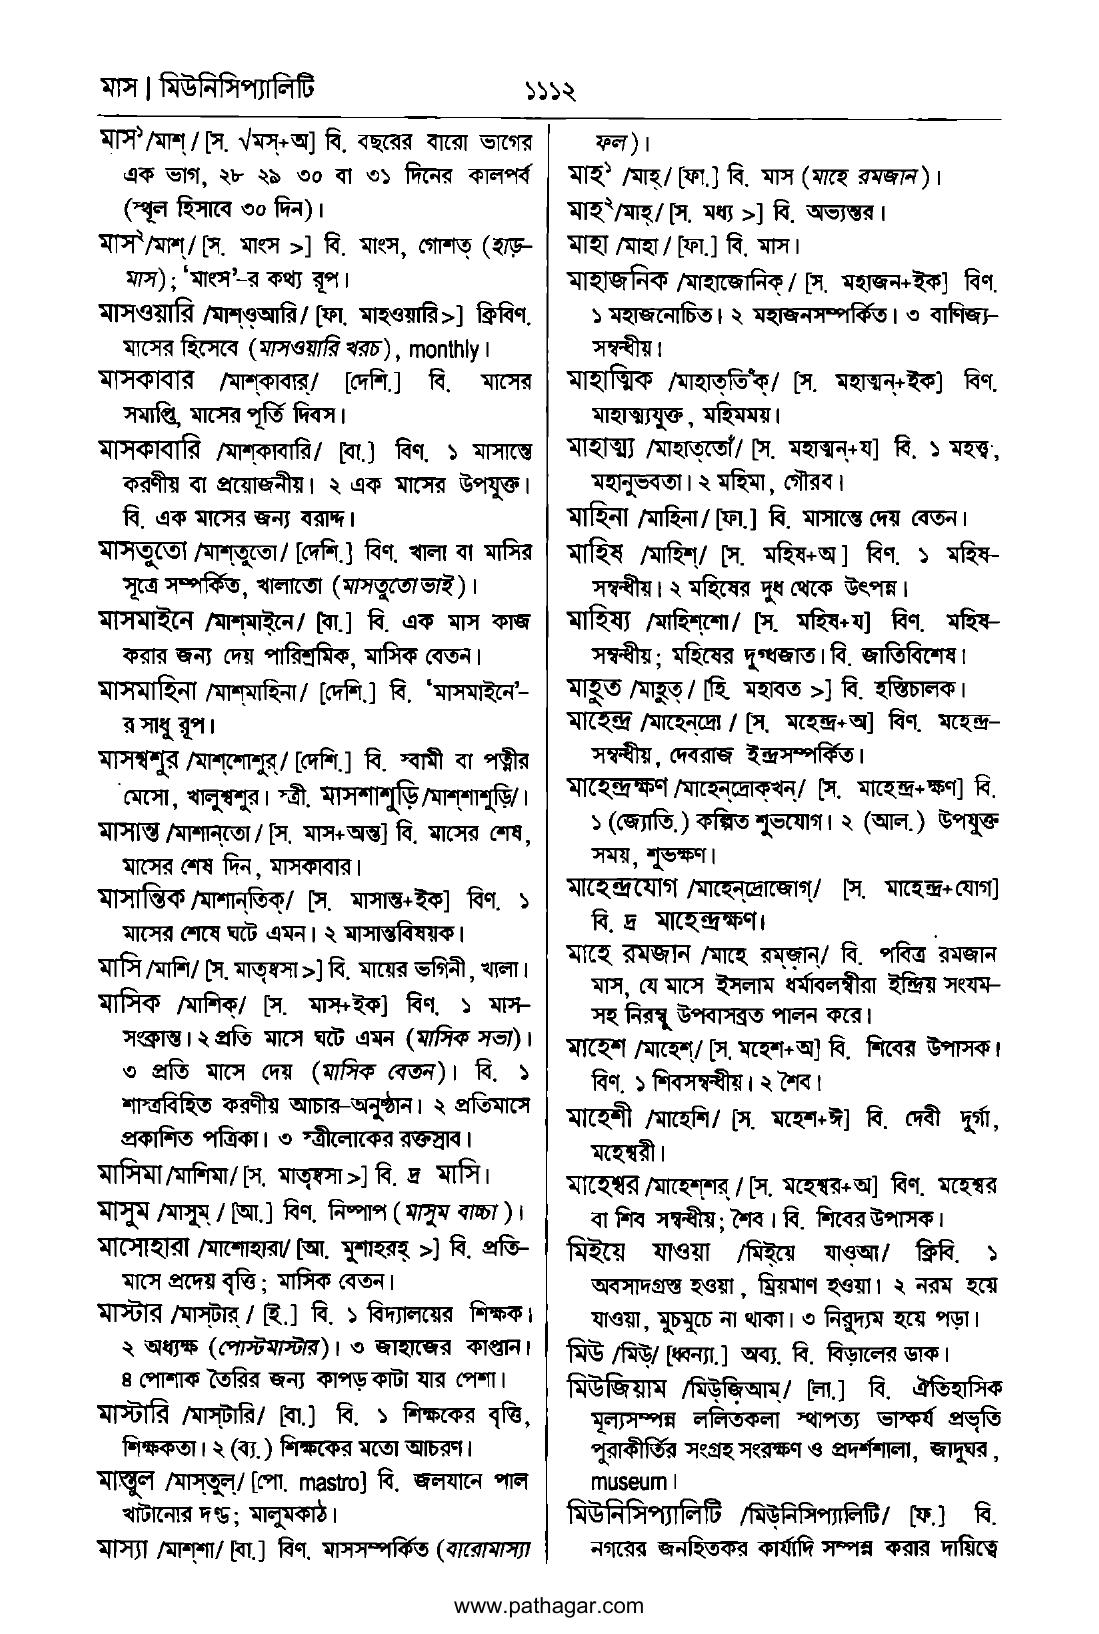 মাস | মিউনিসিপ্যালিটি
১১১২
মাস১ /মাশ্ / [স. √মস্+অ] বি. বছরের বারো ভাগের
এক ভাগ, ২৮ ২৯ ৩০ বা ৩১ দিনের কালপর্ব
(স্থূল হিসাবে ৩০ দিন)।
মাস২/মাশ্/ [স. মাংস >] বি. মাংস, গোশত্ (হাড়-
মাস); ‘মাংস’-র কথ্য রূপ।
মাসওয়ারি /মাশ্ওআরি/ [ফা. মাহওয়ারি>] ক্রিবিণ.
মাসের হিসেবে (মাসওয়ারি খরচ), monthly।
মাসকাবার /মাশ্কাবার্/ [দেশি.] বি. মাসের
সমাপ্তি, মাসের পূর্তি দিবস।
মাসকাবারি /মাশ্কাবারি/ [বা.] বিণ. ১ মাসান্তে
করণীয় বা প্রয়োজনীয়। ২ এক মাসের উপযুক্ত।
বি. এক মাসের জন্য বরাদ্দ।
মাসতুতো /মাশ্তুতো/ [দেশি.] বিণ. খালা বা মাসির
সূত্রে সম্পর্কিত, খালাতো (মাসতুতোভাই)।
মাসমাইনে /মাশ্মাইনে/ [বা.] বি. এক মাস কাজ
করার জন্য দেয় পারিশ্রমিক, মাসিক বেতন।
মাসমাহিনা /মাশ্মাহিনা/ [দেশি.] বি. ‘মাসমাইনে’-
র সাধু রূপ।
মাসশ্বশুর /মাশ্শোশুর্/ [দেশি.] বি. স্বামী বা পত্নীর
মেসো, খালুশ্বশুর। স্ত্রী. মাসশাশুড়ি /মাশ্শাশুড়ি/।
মাসান্ত /মাশান্তো/ [স. মাস+অন্ত] বি. মাসের শেষ,
মাসের শেষ দিন, মাসকাবার।
মাসান্তিক /মাশান্তিক্/ [স. মাসান্ত+ইক] বিণ. ১
মাসের শেষে ঘটে এমন। ২ মাসান্তবিষয়ক।
মাসি /মাশি/ [স. মাতৃষ্বসা >] বি. মায়ের ভগিনী, খালা।
মাসিক /মাশিক্/ [স. মাস+ইক] বিণ. ১ মাস-
সংক্রান্ত। ২ প্রতি মাসে ঘটে এমন (মাসিক সভা)।
৩ প্রতি মাসে দেয় (মাসিক বেতন)। বি. ১
শাস্ত্রবিহিত করণীয় আচার-অনুষ্ঠান। ২ প্রতিমাসে
প্রকাশিত পত্রিকা। ৩ স্ত্রীলোকের রক্তস্রাব।
মাসিমা /মাশিমা/ [স. মাতৃষ্বসা >] বি. দ্র মাসি।
মাসুম /মাসুম্ / [আ.] বিণ. নিষ্পাপ (মাসুম বাচ্চা)।
মাসোহারা /মাশোহারা/ [আ. মুশাহরহ্ >] বি. প্রতি-
মাসে প্রদেয় বৃত্তি; মাসিক বেতন।
মাস্টার /মাস্টার্ / [ই.] বি. ১ বিদ্যালয়ের শিক্ষক।
২ অধ্যক্ষ (পোস্টমাস্টার)। ৩ জাহাজের কাপ্তান।
৪ পোশাক তৈরির জন্য কাপড় কাটা যার পেশা।
মাস্টারি /মাস্টারি/ [বা.] বি. ১ শিক্ষকের বৃত্তি,
শিক্ষকতা। ২ (ব্য.) শিক্ষকের মতো আচরণ।
মাস্তুল /মাস্তুল্/ [পো. mastro] বি. জলযানে পাল
খাটানোর দণ্ড; মালুমকাঠ।
মাস্যা /মাশ্শা/ [বা.] বিণ. মাসসম্পর্কিত (বারোমাস্যা
ফল)।
মাহ১ /মাহ্/ [ফা.] বি. মাস (মাহে রমজান)।
মাহ২/মাহ্/ [স. মধ্য >] বি. অভ্যন্তর।
মাহা /মাহা/ [ফা.] বি. মাস।
মাহাজনিক /মাহাজোনিক্/ [স. মহাজন+ইক] বিণ.
১ মহাজনোচিত। ২ মহাজনসম্পর্কিত। ৩ বাণিজ্য-
সম্বন্ধীয়।
মাহাত্মিক /মাহাত্তিঁক্/ [স. মহাত্মন্+ইক] বিণ.
মাহাত্ম্যযুক্ত, মহিমময়।
মাহাত্ম্য /মাহাত্তোঁ/ [স. মহাত্মন্+য] বি. ১ মহত্ত্ব,
মহানুভবতা। ২ মহিমা, গৌরব।
মাহিনা /মাহিনা/ [ফা.] বি. মাসান্তে দেয় বেতন।
মাহিষ /মাহিশ্/ [স. মহিষ+অ] বিণ. ১ মহিষ-
সম্বন্ধীয়। ২ মহিষের দুধ থেকে উৎপন্ন।
মাহিষ্য /মাহিশ্শো/ [স. মহিষ+য] বিণ. মহিষ-
সম্বন্ধীয়; মহিষের দুগ্ধজাত। বি. জাতিবিশেষ।
মাহুত /মাহুত্/ [হি. মহাবত >] বি. হস্তিচালক।
মাহেন্দ্র /মাহেন্দ্রো / [স. মহেন্দ্র+অ] বিণ. মহেন্দ্র-
সম্বন্ধীয়, দেবরাজ ইন্দ্রসম্পর্কিত।
মাহেন্দ্রক্ষণ /মাহেন্দ্রোক্খন্/ [স. মাহেন্দ্র+ক্ষণ] বি.
১ (জ্যোতি.) কল্পিত শুভযোগ। ২ (আল.) উপযুক্ত
সময়, শুভক্ষণ।
মাহেন্দ্রযোগ /মাহেন্দ্রোজোগ্/ [স. মাহেন্দ্র+যোগ]
বি. দ্র মাহেন্দ্রক্ষণ।
মাহে রমজান /মাহে রম্জ়ান্/ বি. পবিত্র রমজান
মাস, যে মাসে ইসলাম ধর্মাবলম্বীরা ইন্দ্রিয় সংযম-
সহ নিরম্বু উপবাসব্রত পালন করে।
মাহেশ /মাহেশ্/ [স. মহেশ+অ] বি. শিবের উপাসক।
বিণ. ১ শিবসম্বন্ধীয়। ২ শৈব।
মাহেশী /মাহেশি/ [স. মহেশ+ঈ] বি. দেবী দুর্গা,
মহেশ্বরী।
মাহেশ্বর /মাহেশ্শর্ / [স. মহেশ্বর+অ] বিণ. মহেশ্বর
বা শিব সম্বন্ধীয়; শৈব। বি. শিবের উপাসক।
মিইয়ে যাওয়া /মিইয়ে যাওআ/ ক্রিবি. ১
অবসাদগ্রস্ত হওয়া, ম্রিয়মাণ হওয়া। ২ নরম হয়ে
যাওয়া, মুচমুচে না থাকা। ৩ নিরুদ্যম হয়ে পড়া।
মিউ /মিউ/ [ধ্বন্যা.] অব্য. বি. বিড়ালের ডাক।
মিউজিয়াম /মিউজ়িআম্/ [লা.] বি. ঐতিহাসিক
মূল্যসম্পন্ন ললিতকলা স্থাপত্য ভাস্কর্য প্রভৃতি
পুরাকীর্তির সংগ্রহ সংরক্ষণ ও প্রদর্শশালা, জাদুঘর,
museum।
মিউনিসিপ্যালিটি /মিউনিসিপ্যালিটি/ [ফ.] বি.
নগরের জনহিতকর কার্যাদি সম্পন্ন করার দায়িত্বে
www.pathagar.com